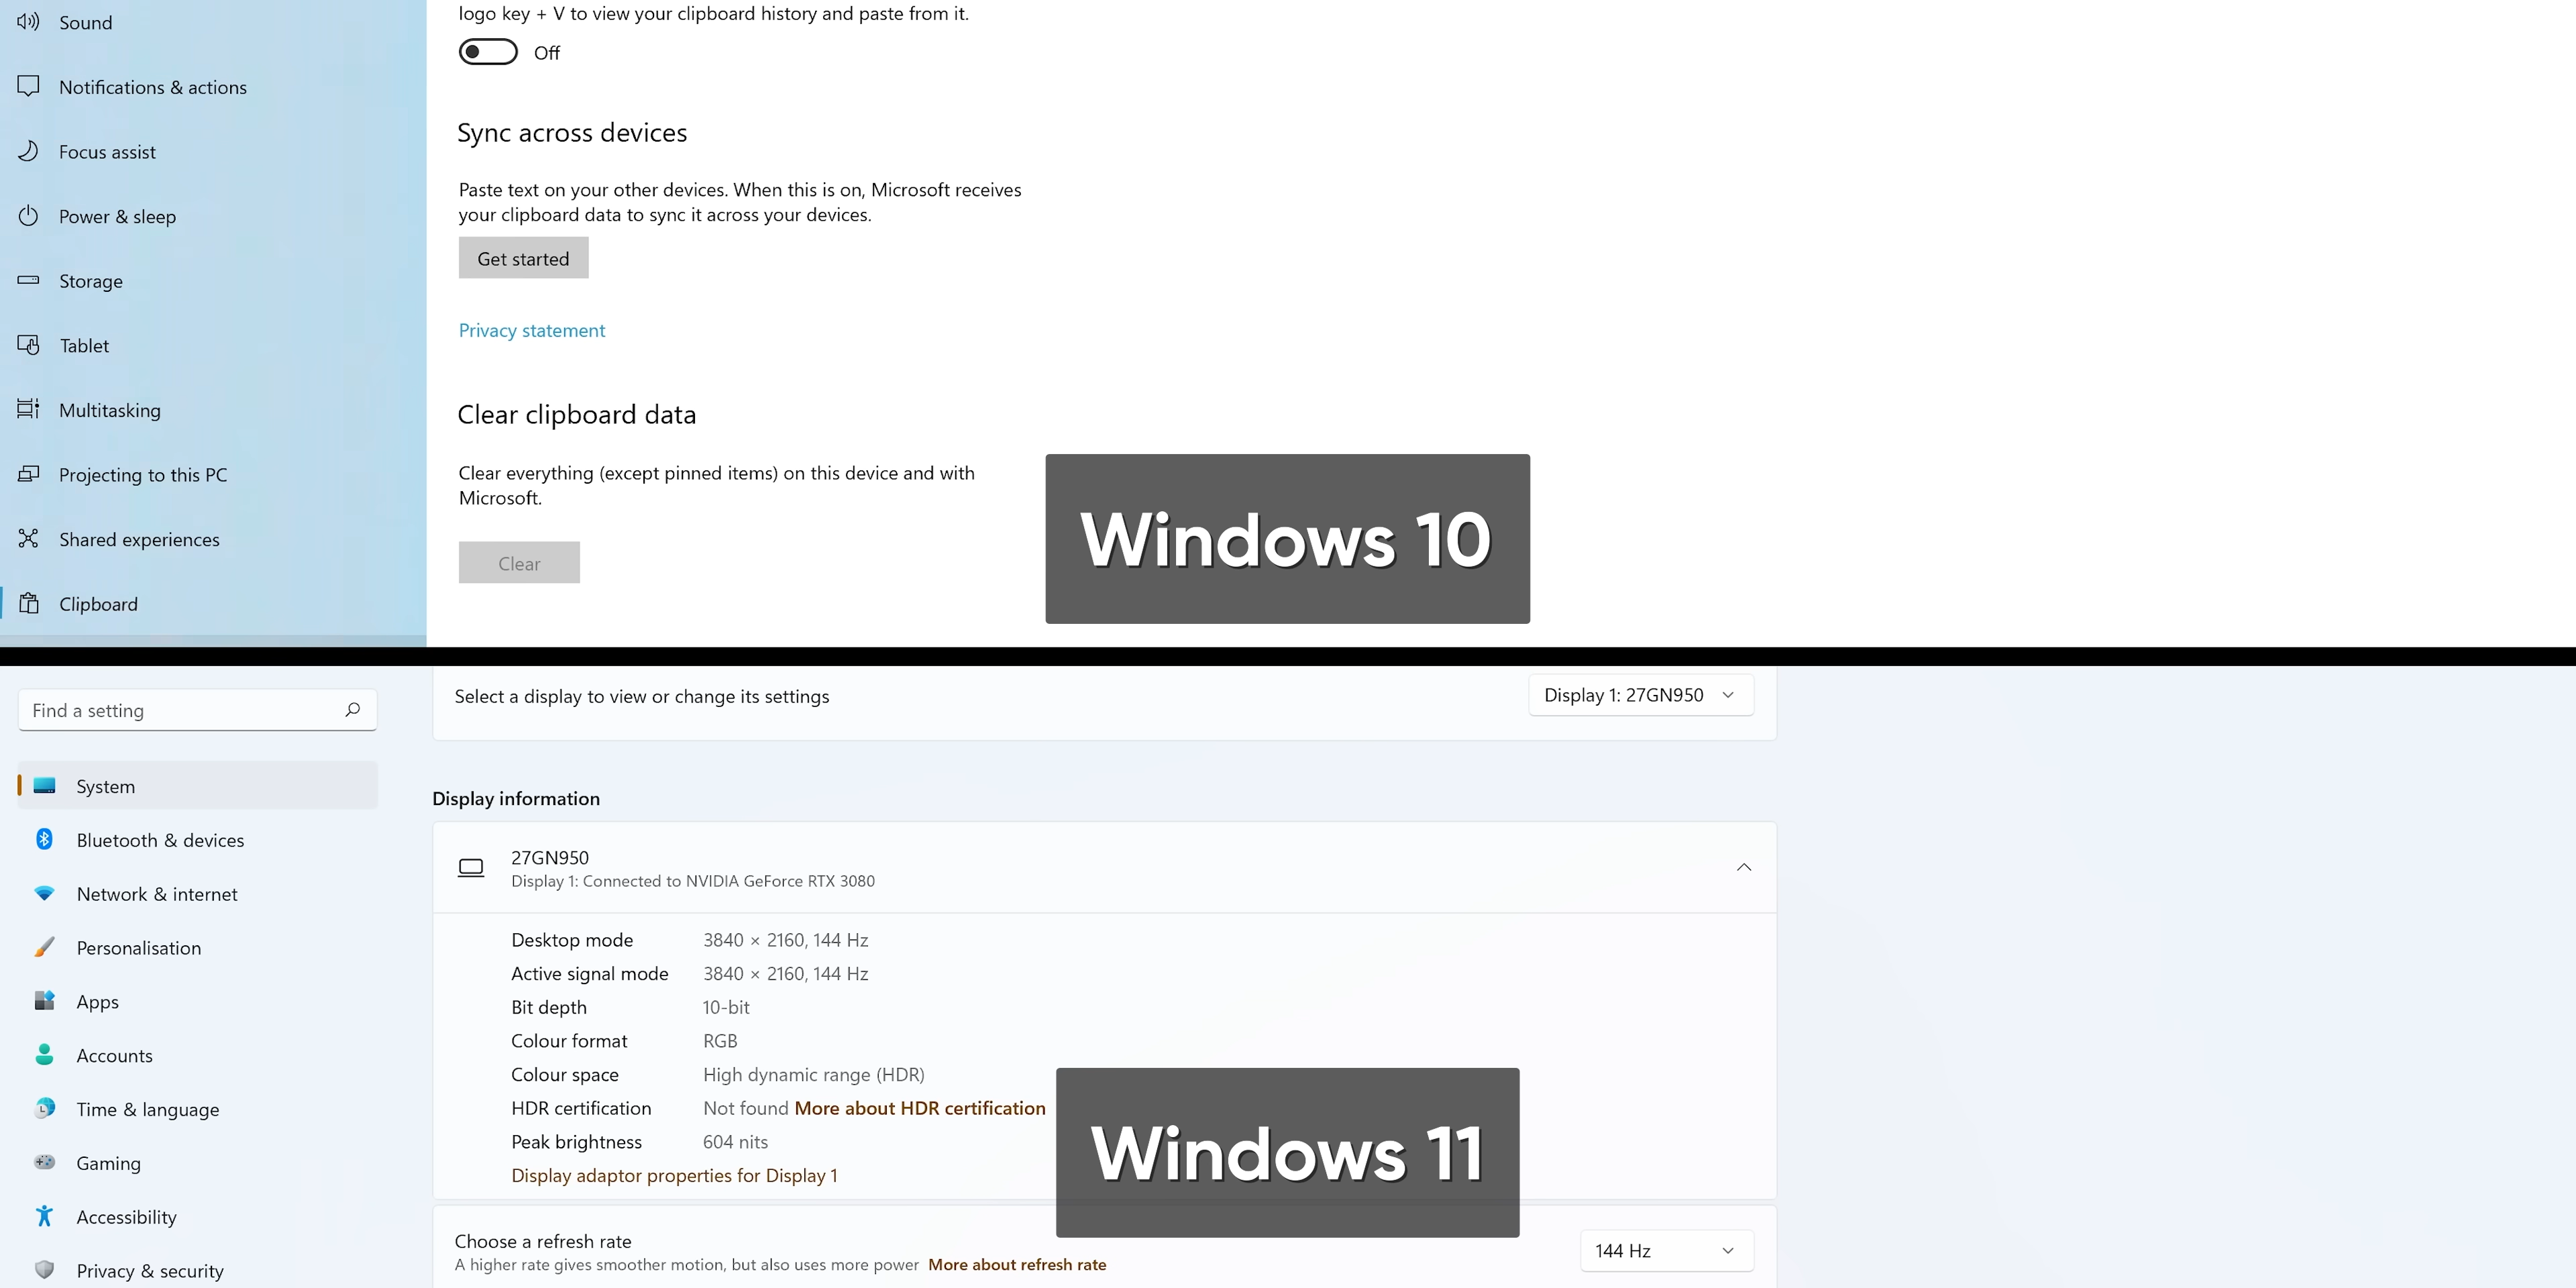 Sound
Notifications & actions
Focus assist
Power & sleep
Storage
Tablet
Multitasking
Projecting to this PC
Shared experiences
Clipboard
logo key + V to view your clipboard history and paste from it.
Off
Sync across devices
Paste text on your other devices. When this is on, Microsoft receives
your clipboard data to sync it across your devices.
Get started
Privacy statement
Clear clipboard data
Clear everything (except pinned items) on this device and with
Microsoft.
Clear
Windows 10
Find a setting
System
Bluetooth & devices
Network & internet
Personalisation
Apps
Accounts
Time & language
Gaming
Accessibility
Privacy & security
Select a display to view or change its settings
Display 1: 27GN950
Display information
27GN950
Display 1: Connected to NVIDIA GeForce RTX 3080
Desktop mode 3840 × 2160, 144 Hz
Active signal mode 3840 × 2160, 144 Hz
Bit depth 10-bit
Colour format RGB
Colour space High dynamic range (HDR)
HDR certification Not found More about HDR certification
Peak brightness 604 nits
Display adaptor properties for Display 1
Windows 11
Choose a refresh rate
A higher rate gives smoother motion, but also uses more power More about refresh rate
144 Hz